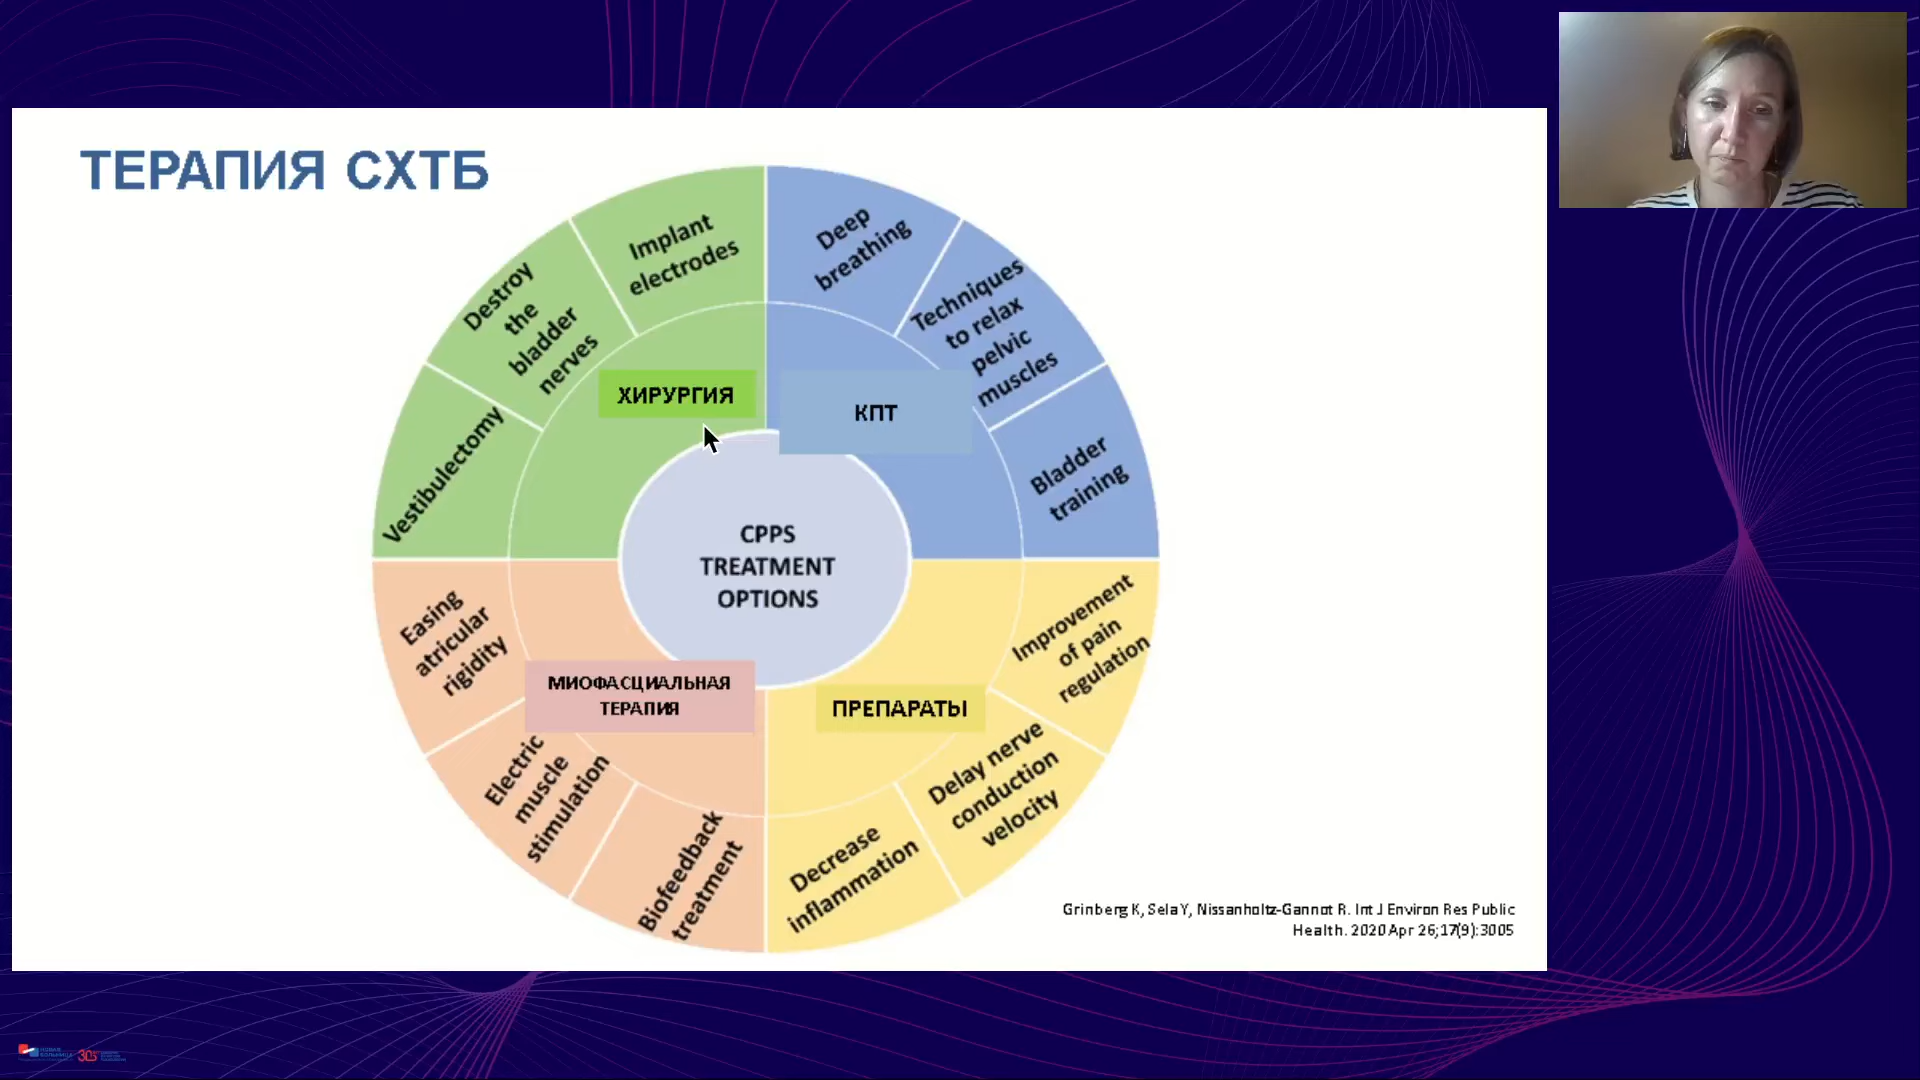 ТЕРАПИЯ СХТБ
Implant
electrodes
Deep
breathing
Destroy
the
bladder
nerves
Techniques
to relax
pelvic
muscles
ХИРУРГИЯ
КПТ
Vestibulectomy
Bladder
training
CPPS
TREATMENT
OPTIONS
Easing
atricular
rigidity
Improvement
of pain
regulation
МИОФАСЦИАЛЬНАЯ
ТЕРАПИЯ
ПРЕПАРАТЫ
Electric
muscle
stimulation
Delay nerve
conduction
velocity
Biofeedback
treatment
Decrease
inflammation
Grinberg K, Sela Y, Nissanholtz-Gannot R. Int J Environ Res Public
Health. 2020 Apr 26;17(9):3005